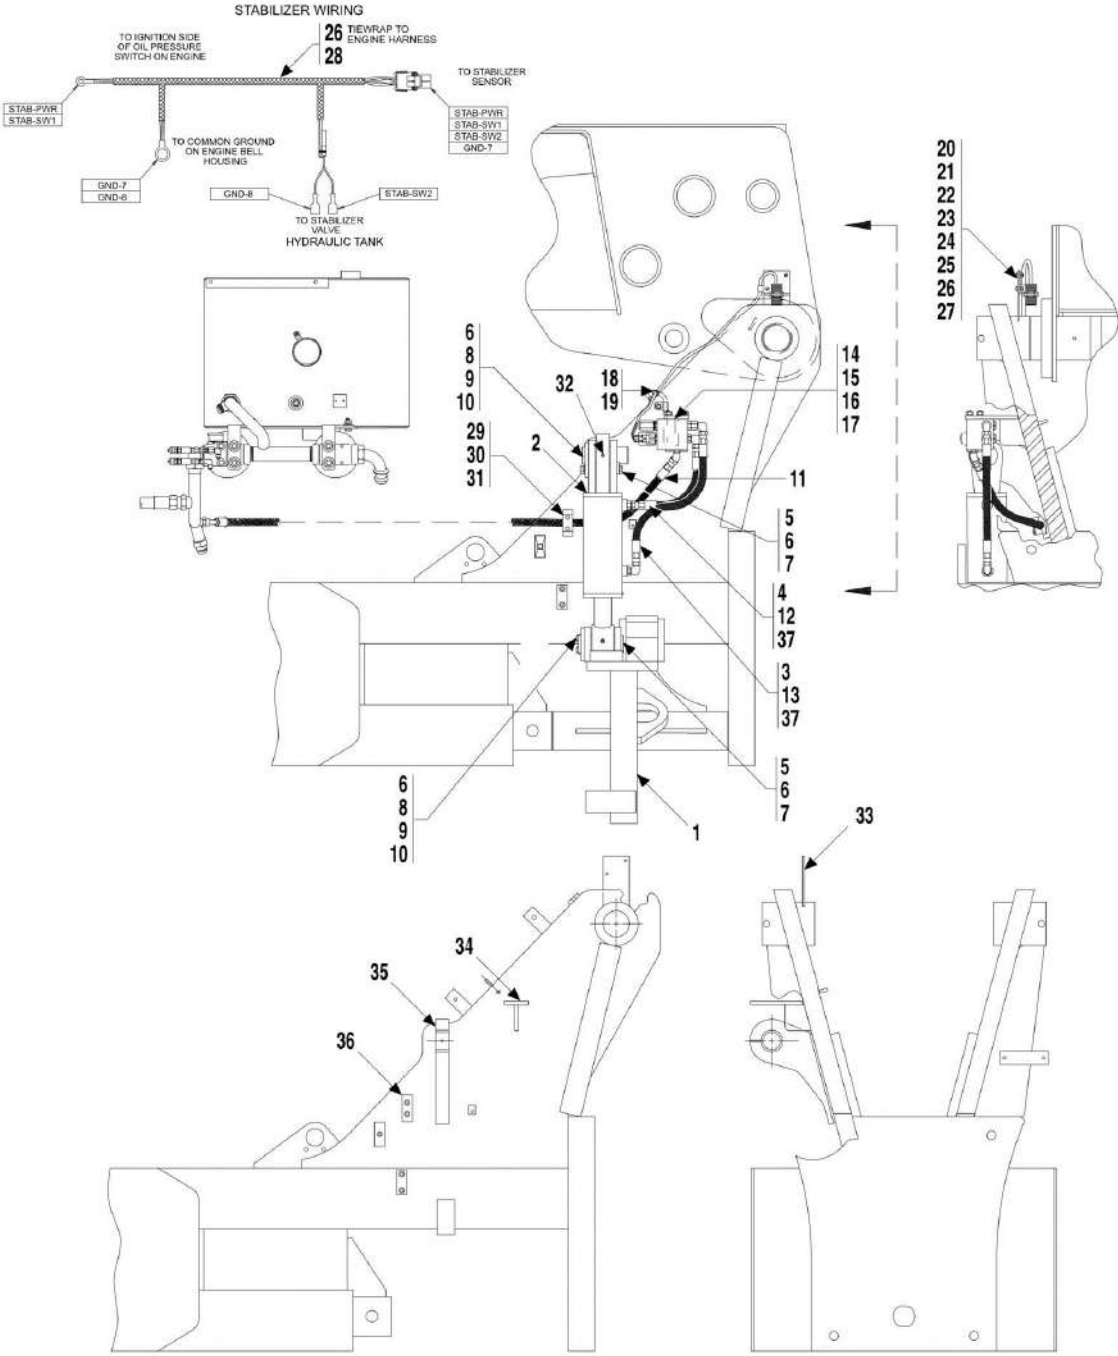 STABILIZER WIRING
26 TIEWRAP TO
ENGINE HARNESS
28
TO IGNITION SIDE
OF OIL PRESSURE
SWITCH ON ENGINE
TO STABILIZER
SENSOR
STAB-PWR
STAB-SW1
STAB-PWR
STAB-SW1
STAB-SW2
GND-7
TO COMMON GROUND
ON ENGINE BELL
HOUSING
GND-7
GND-8
GND-8
STAB-SW2
TO STABILIZER
VALVE
HYDRAULIC TANK
20
21
22
23
24
25
26
27
6
8
9
10
32
18
19
14
15
16
17
29
30
31
2
11
5
6
7
4
12
37
3
13
37
5
6
7
6
8
9
10
1
33
34
35
36